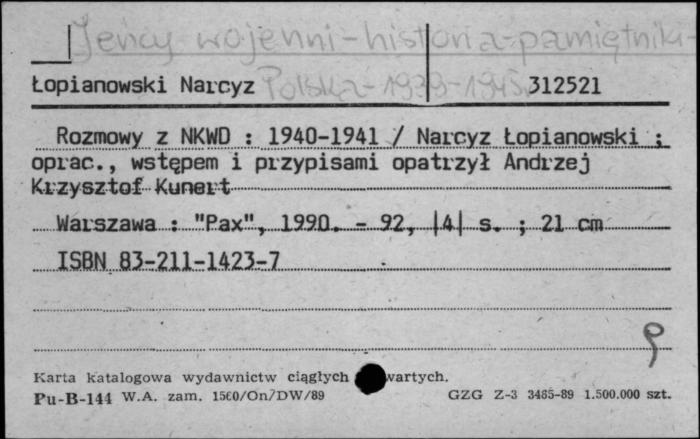 Jeńcy wojenni - historia - pamiętniki -
Polska - 1939-1945r.
Łopianowski Narcyz 312521
Rozmowy z NKWD : 1940-1941 / Narcyz Łopianowski ;
oprac., wstępem i przypisami opatrzył Andrzej
Krzysztof Kunert
Warszawa : "Pax", 1990. - 92, |4| s. ; 21 cm
ISBN 83-211-1423-7
Karta katalogowa wydawnictw ciągłych wartych.
Pu-B-144 W.A. zam. 1560/On/DW/89 GZG Z-3 3485-89 1.500.000 szt.